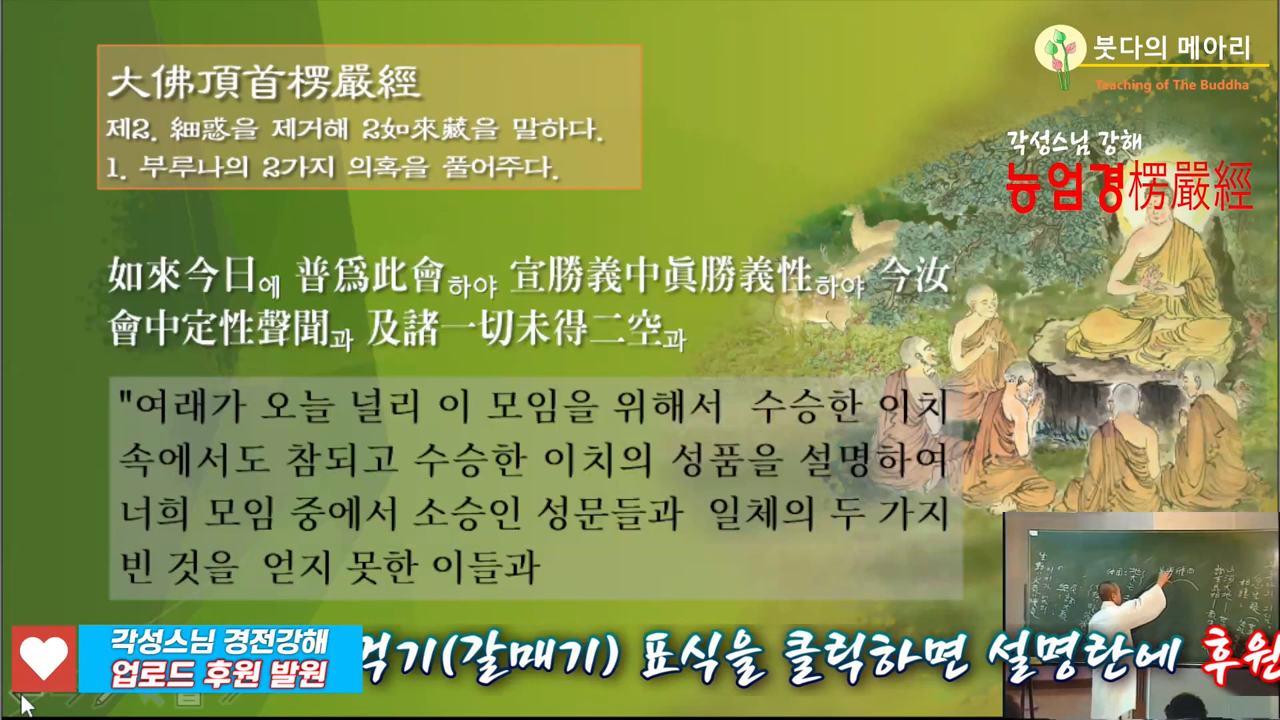 大佛頂首楞嚴經
제2. 細惑을 제거해 2如來藏을 말하다.
1. 부루나의 2가지 의혹을 풀어주다.
붓다의 메아리
Teaching of The Buddha
각성스님 강해
능엄경楞嚴經
如來今日에 普爲此會하야 宣勝義中眞勝義性하야 今汝
會中定性聲聞과 及諸一切未得二空과
"여래가 오늘 널리 이 모임을 위해서 수승한 이치
속에서도 참되고 수승한 이치의 성품을 설명하여
너희 모임 중에서 소승인 성문들과 일체의 두 가지
빈 것을 얻지 못한 이들과
각성스님 경전강해
업로드 후원 발원
꺽기(갈매기) 표식을 클릭하면 설명란에 후원